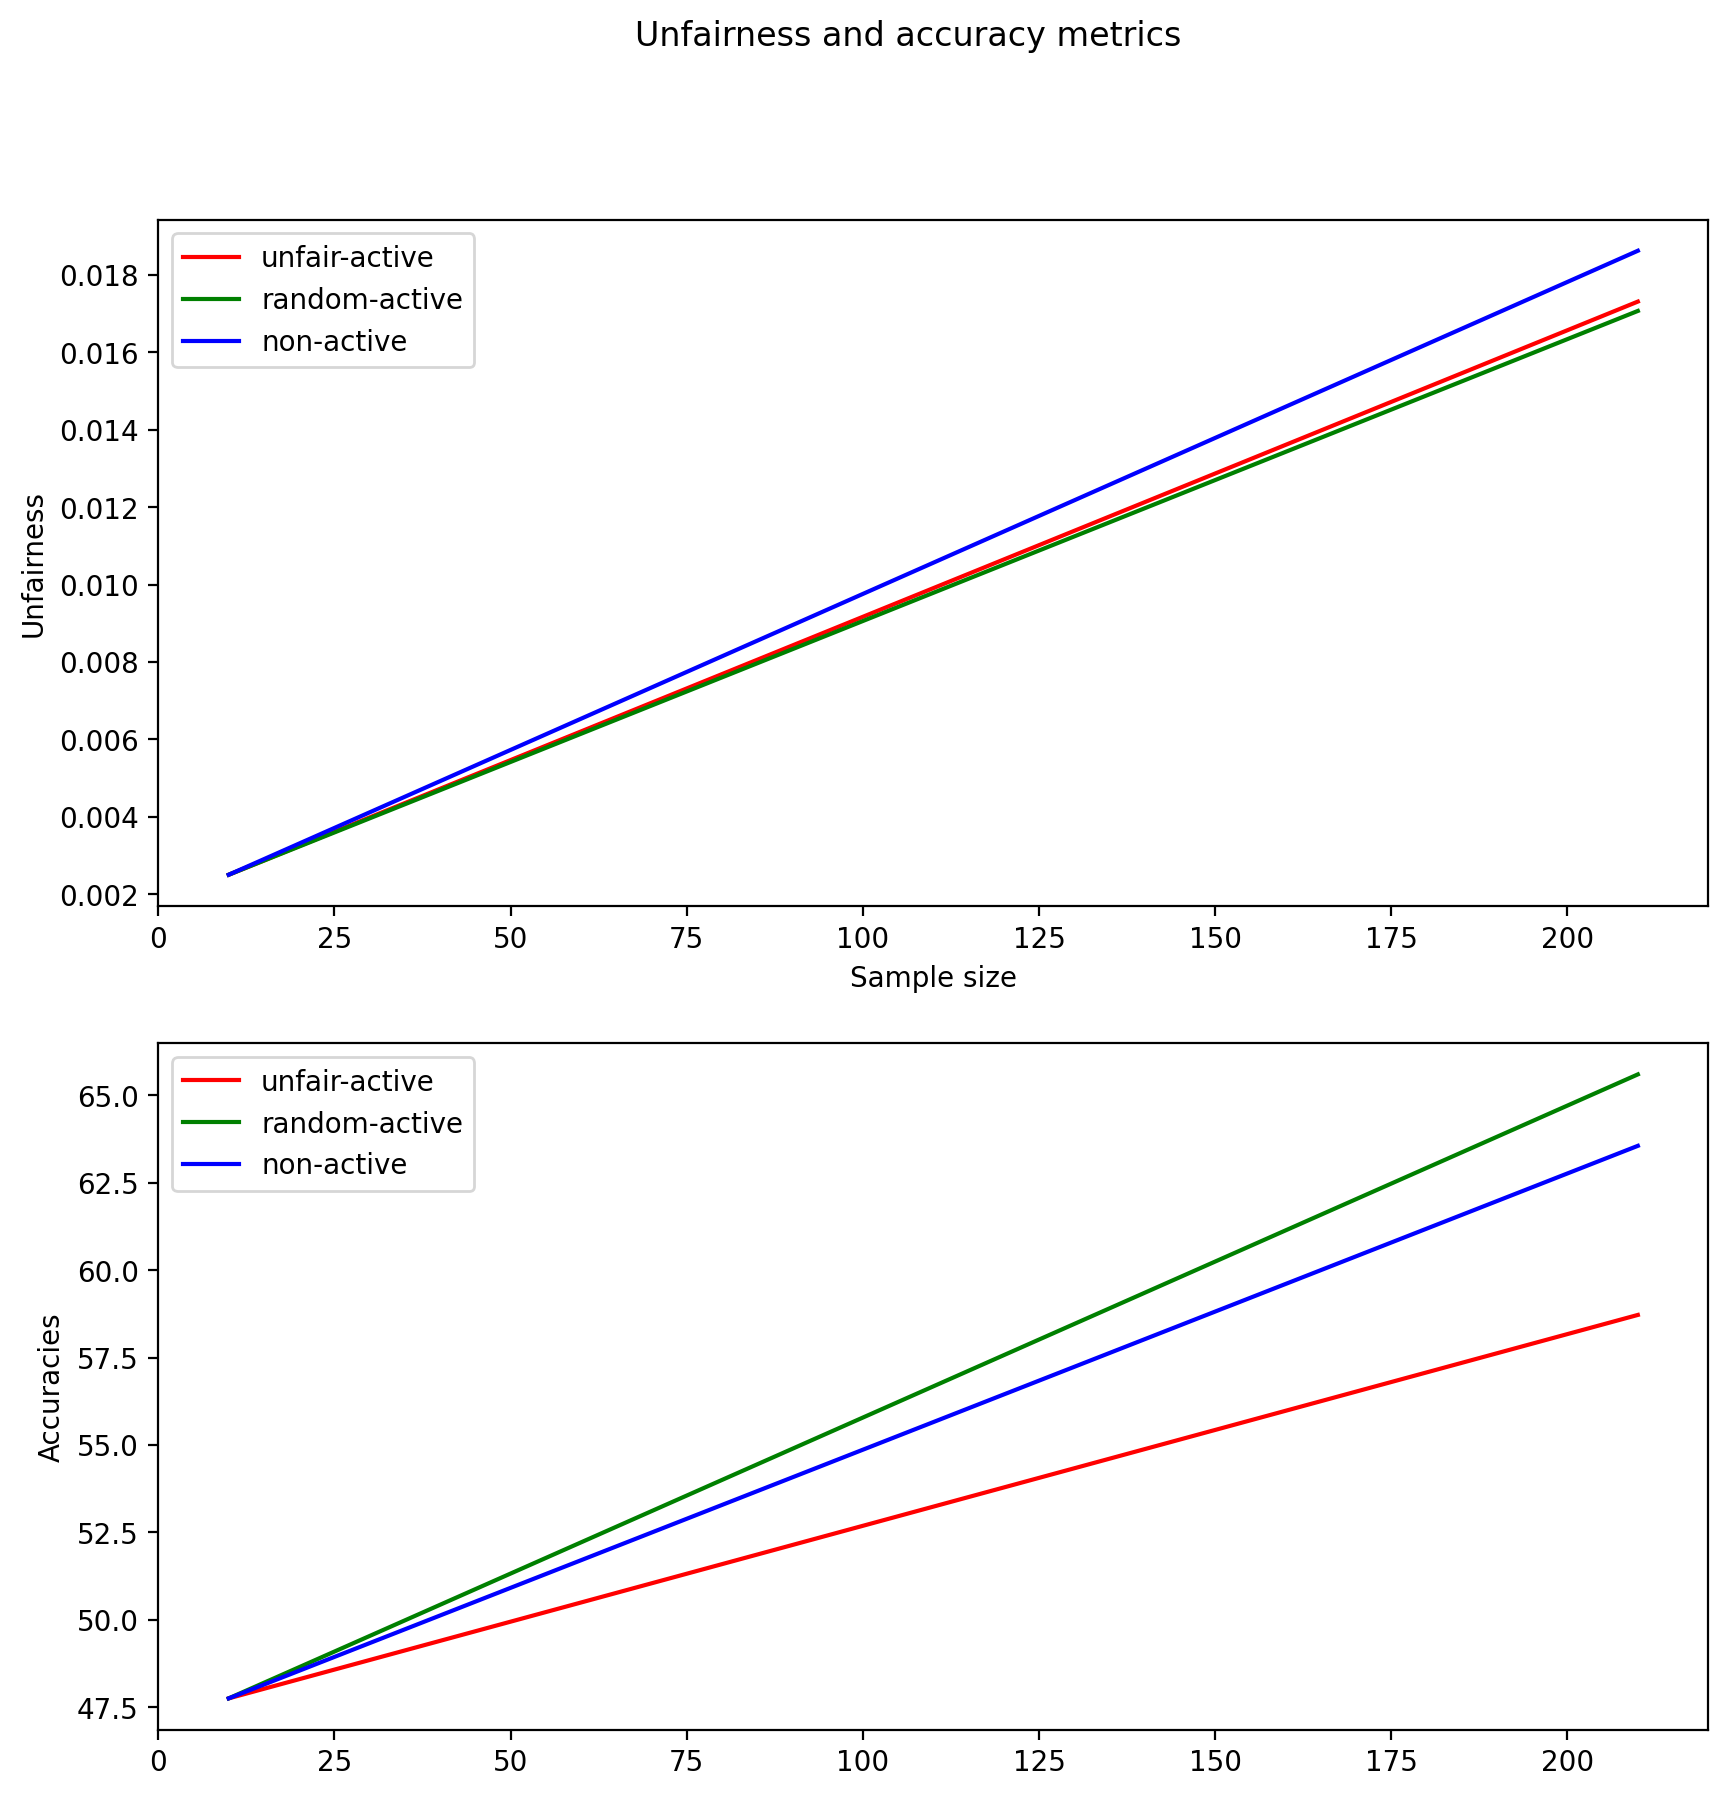 Unfairness and accuracy metrics
unfair-active
random-active
non-active
0.018
0.016
0.014
0.012
0.010
0.008
0.006
0.004
0.002
Unfairness
0 25 50 75 100 125 150 175 200
Sample size
unfair-active
random-active
non-active
65.0
62.5
60.0
57.5
55.0
52.5
50.0
47.5
Accuracies
0 25 50 75 100 125 150 175 200